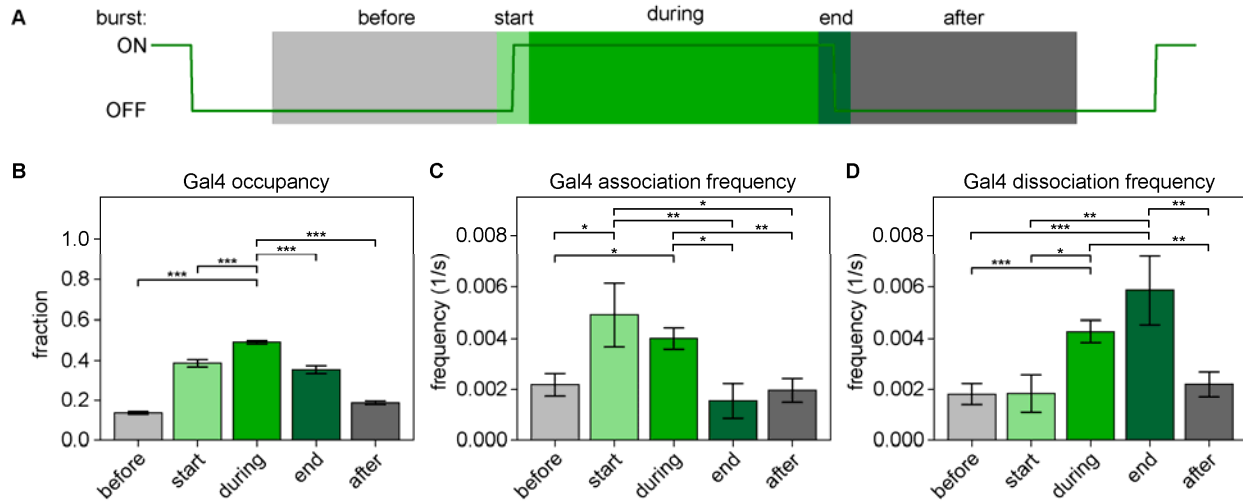 A
burst: before start during end after
ON
OFF
B
Gal4 occupancy
fraction
1.0
0.8
0.6
0.4
0.2
0.0
***
***
***
***
before start during end after
C
Gal4 association frequency
frequency (1/s)
0.008
0.006
0.004
0.002
0.000
*
**
* **
* *
before start during end after
D
Gal4 dissociation frequency
frequency (1/s)
0.008
0.006
0.004
0.002
0.000
**
**
***
* **
***
before start during end after